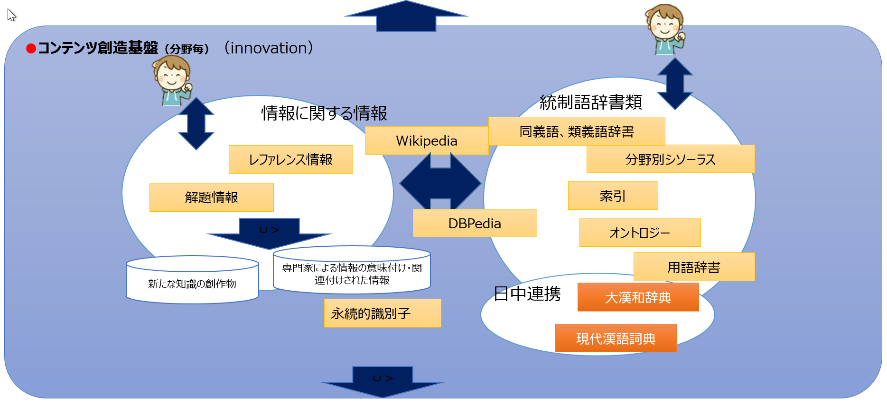 ●コンテンツ創造基盤（分野毎）（innovation）
情報に関する情報
統制語辞書類
Wikipedia
同義語、類義語辞書
レファレンス情報
分野別シソーラス
解題情報
索引
DBPedia
オントロジー
用語辞書
新たな知識の創作物
専門家による情報の意味付け・関
連付けされた情報
永続的識別子
日中連携
大漢和辞典
現代漢語詞典